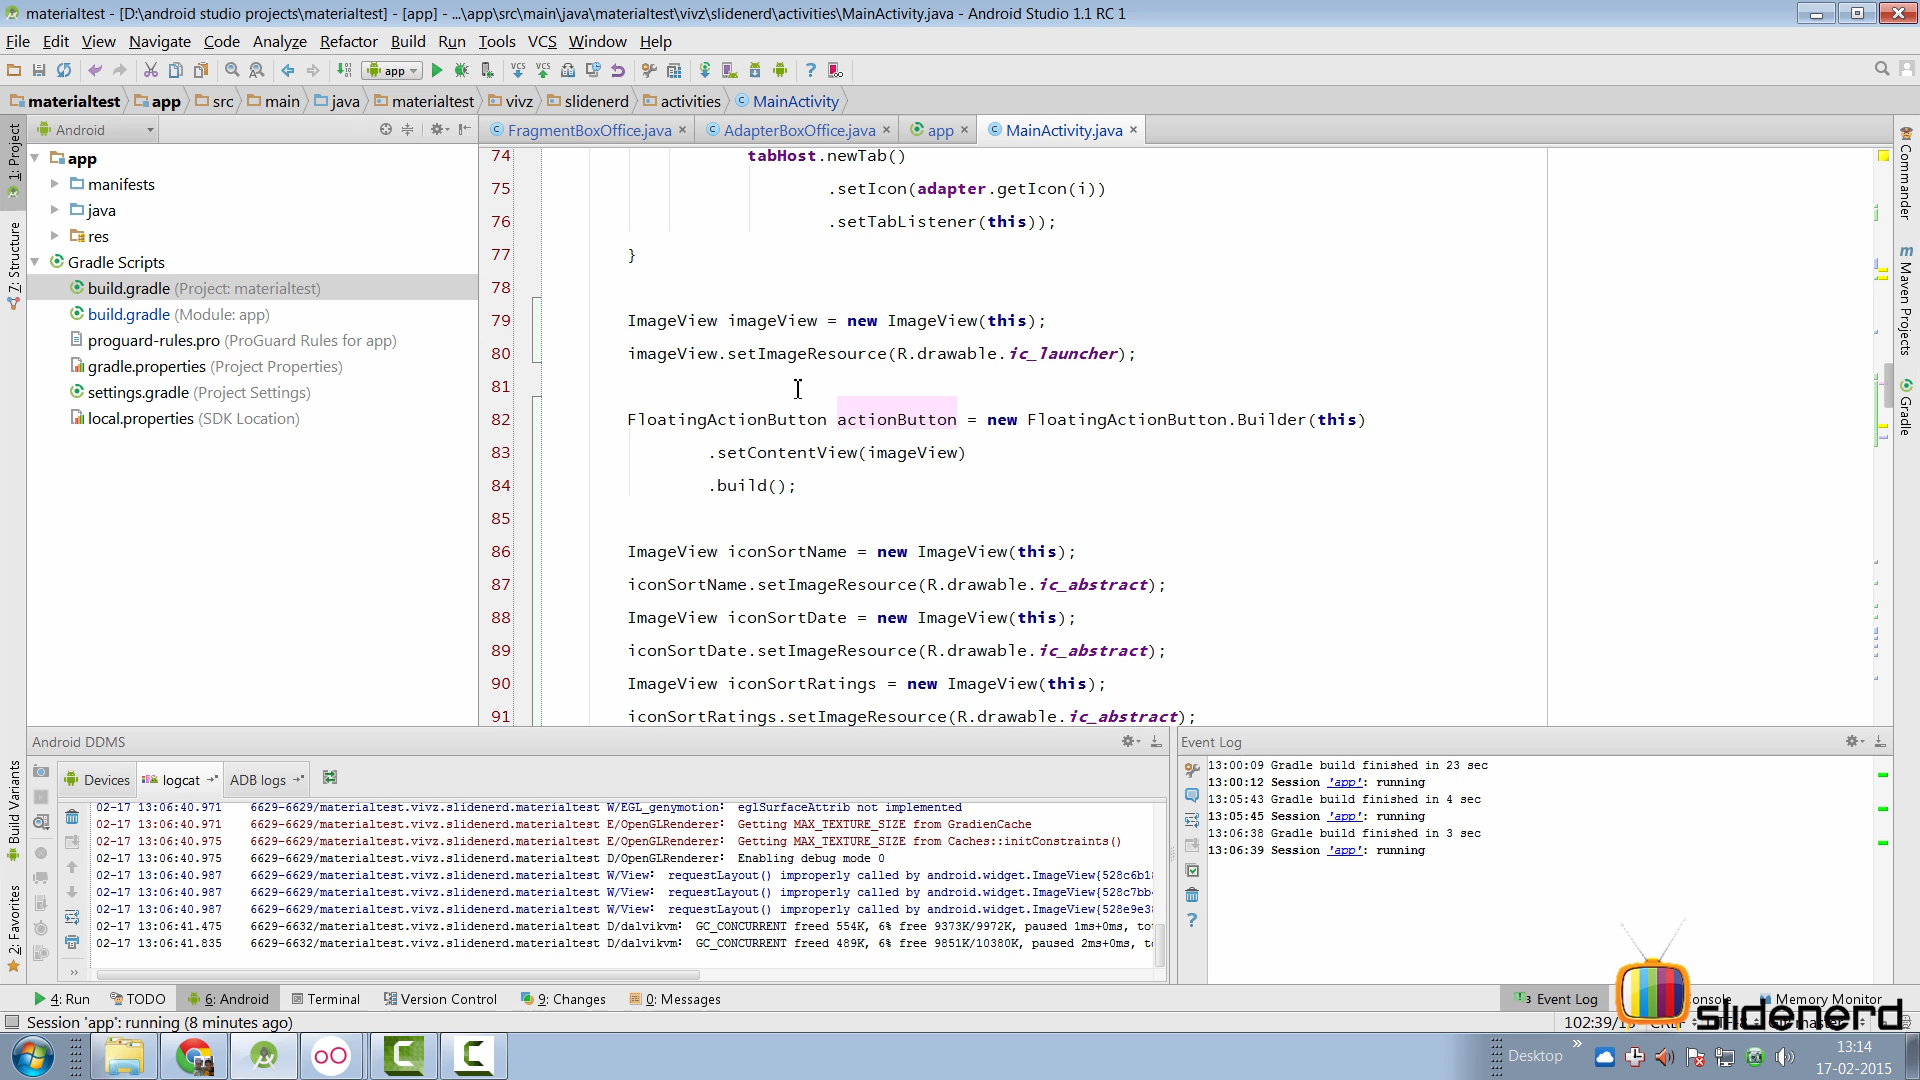 materialtest - [D:\android studio projects\materialtest] - [app] - ...\app\src\main\java\materialtest\vivz\slidenerd\activities\MainActivity.java - Android Studio 1.1 RC 1
File Edit View Navigate Code Analyze Refactor Build Run Tools VCS Window Help
app
materialtest app src main java materialtest vivz slidenerd activities MainActivity
Android
FragmentBoxOffice.java AdapterBoxOffice.java app MainActivity.java
1: Project
7: Structure
Build Variants
2: Favorites
app
manifests
java
res
Gradle Scripts
build.gradle (Project: materialtest)
build.gradle (Module: app)
proguard-rules.pro (ProGuard Rules for app)
gradle.properties (Project Properties)
settings.gradle (Project Settings)
local.properties (SDK Location)
74 tabHost.newTab()
75 .setIcon(adapter.getIcon(i))
76 .setTabListener(this));
77 }
78
79 ImageView imageView = new ImageView(this);
80 imageView.setImageResource(R.drawable.ic_launcher);
81
82 FloatingActionButton actionButton = new FloatingActionButton.Builder(this)
83 .setContentView(imageView)
84 .build();
85
86 ImageView iconSortName = new ImageView(this);
87 iconSortName.setImageResource(R.drawable.ic_abstract);
88 ImageView iconSortDate = new ImageView(this);
89 iconSortDate.setImageResource(R.drawable.ic_abstract);
90 ImageView iconSortRatings = new ImageView(this);
91 iconSortRatings.setImageResource(R.drawable.ic_abstract);
Commander
Maven Projects
Gradle
Android DDMS
Devices logcat ADB logs
02-17 13:06:40.971 6629-6629/materialtest.vivz.slidenerd.materialtest W/EGL_genymotion: eglSurfaceAttrib not implemented
02-17 13:06:40.971 6629-6629/materialtest.vivz.slidenerd.materialtest E/OpenGLRenderer: Getting MAX_TEXTURE_SIZE from GradienCache
02-17 13:06:40.975 6629-6629/materialtest.vivz.slidenerd.materialtest E/OpenGLRenderer: Getting MAX_TEXTURE_SIZE from Caches::initConstraints()
02-17 13:06:40.975 6629-6629/materialtest.vivz.slidenerd.materialtest D/OpenGLRenderer: Enabling debug mode 0
02-17 13:06:40.987 6629-6629/materialtest.vivz.slidenerd.materialtest W/View: requestLayout() improperly called by android.widget.ImageView{528c6b18
02-17 13:06:40.987 6629-6629/materialtest.vivz.slidenerd.materialtest W/View: requestLayout() improperly called by android.widget.ImageView{528c7bb4
02-17 13:06:40.987 6629-6629/materialtest.vivz.slidenerd.materialtest W/View: requestLayout() improperly called by android.widget.ImageView{528e9e38
02-17 13:06:41.475 6629-6632/materialtest.vivz.slidenerd.materialtest D/dalvikvm: GC_CONCURRENT freed 554K, 6% free 9373K/9972K, paused 1ms+0ms, to
02-17 13:06:41.835 6629-6632/materialtest.vivz.slidenerd.materialtest D/dalvikvm: GC_CONCURRENT freed 489K, 6% free 9851K/10380K, paused 2ms+0ms, t
Event Log
13:00:09 Gradle build finished in 23 sec
13:00:12 Session 'app': running
13:05:43 Gradle build finished in 4 sec
13:05:45 Session 'app': running
13:06:38 Gradle build finished in 3 sec
13:06:39 Session 'app': running
4: Run TODO 6: Android Terminal Version Control 9: Changes 0: Messages
3 Event Log Memory Monitor
Session 'app': running (8 minutes ago)
slidenerd
Desktop
13:14
17-02-2015